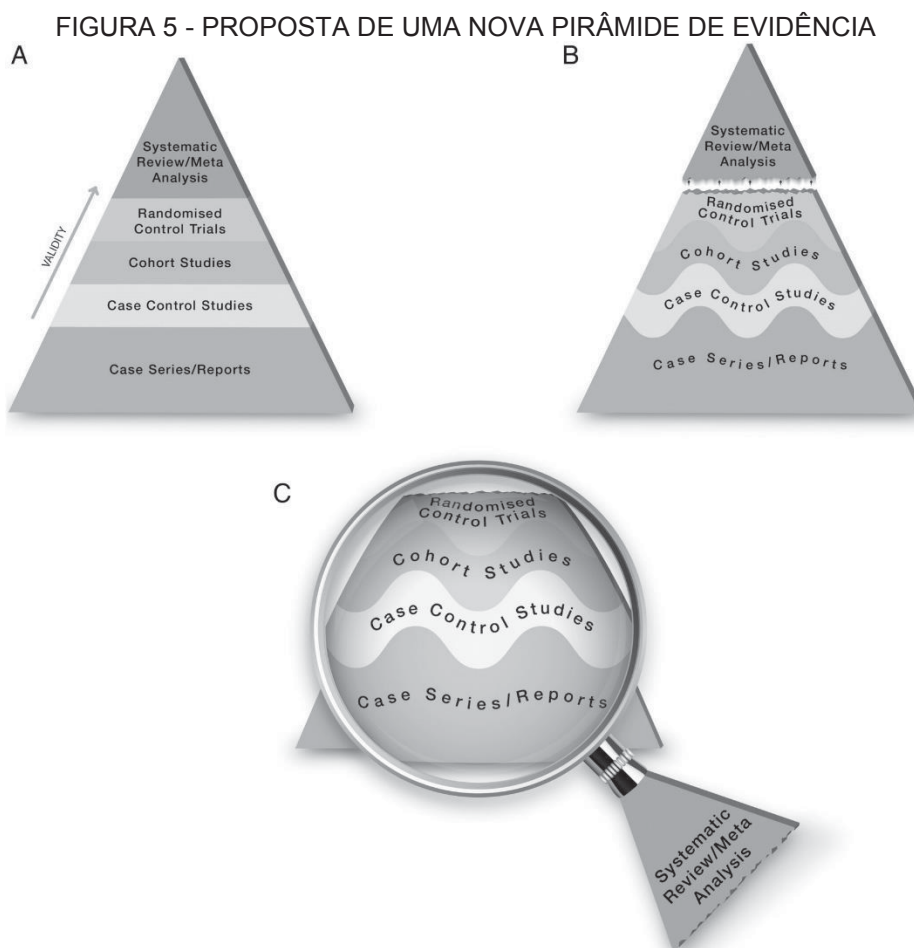 FIGURA 5 - PROPOSTA DE UMA NOVA PIRÂMIDE DE EVIDÊNCIA
A
Systematic
Review/Meta
Analysis
Randomised
Control Trials
Cohort Studies
Case Control Studies
Case Series/Reports
VALIDITY
B
Systematic
Review/Meta
Analysis
Randomised
Control Trials
Cohort Studies
Case Control Studies
Case Series/Reports
C
Randomised
Control Trials
Cohort Studies
Case Control Studies
Case Series/Reports
Systematic
Review/Meta
Analysis